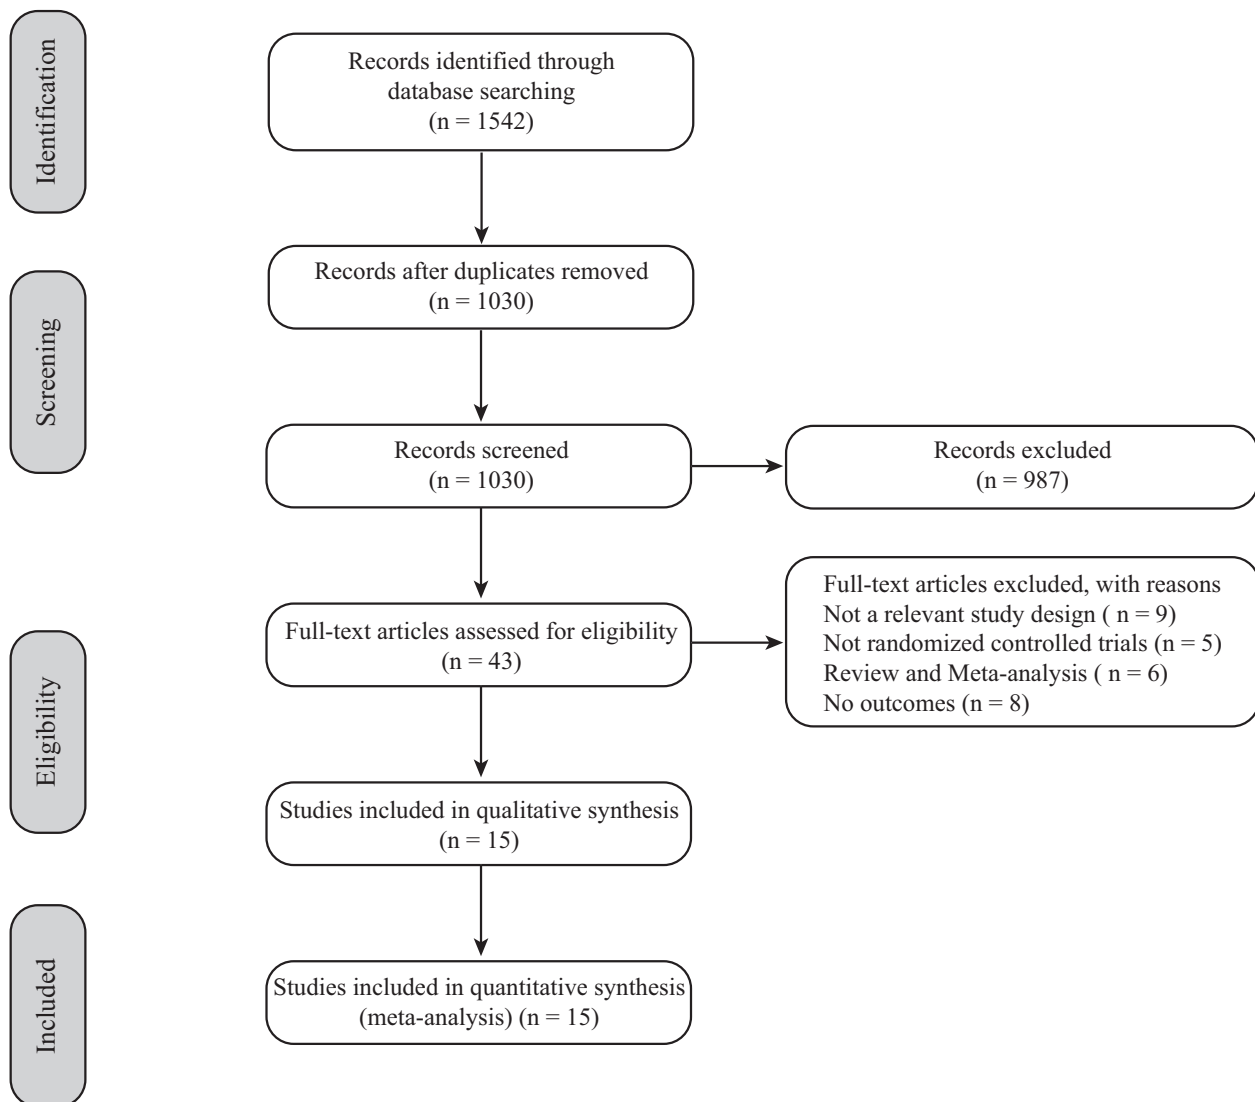 Identification
Records identified through
database searching
(n = 1542)
Screening
Records after duplicates removed
(n = 1030)
Records screened
(n = 1030)
Records excluded
(n = 987)
Eligibility
Full-text articles assessed for eligibility
(n = 43)
Full-text articles excluded, with reasons
Not a relevant study design ( n = 9)
Not randomized controlled trials (n = 5)
Review and Meta-analysis ( n = 6)
No outcomes (n = 8)
Studies included in qualitative synthesis
(n = 15)
Included
Studies included in quantitative synthesis
(meta-analysis) (n = 15)